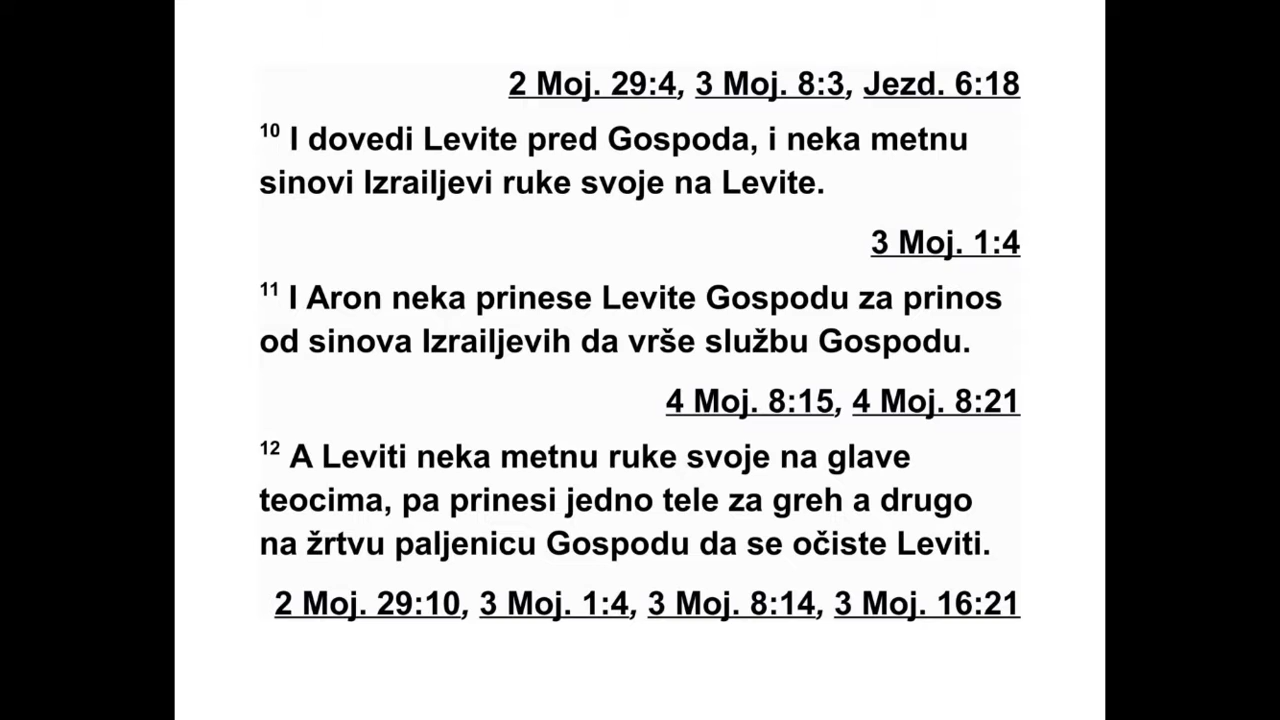 2 Moj. 29:4, 3 Moj. 8:3, Jezd. 6:18
10 I dovedi Levite pred Gospoda, i neka metnu
sinovi Izrailjevi ruke svoje na Levite.
3 Moj. 1:4
11 I Aron neka prinese Levite Gospodu za prinos
od sinova Izrailjevih da vrše službu Gospodu.
4 Moj. 8:15, 4 Moj. 8:21
12 A Leviti neka metnu ruke svoje na glave
teocima, pa prinesi jedno tele za greh a drugo
na žrtvu paljenicu Gospodu da se očiste Leviti.
2 Moj. 29:10, 3 Moj. 1:4, 3 Moj. 8:14, 3 Moj. 16:21